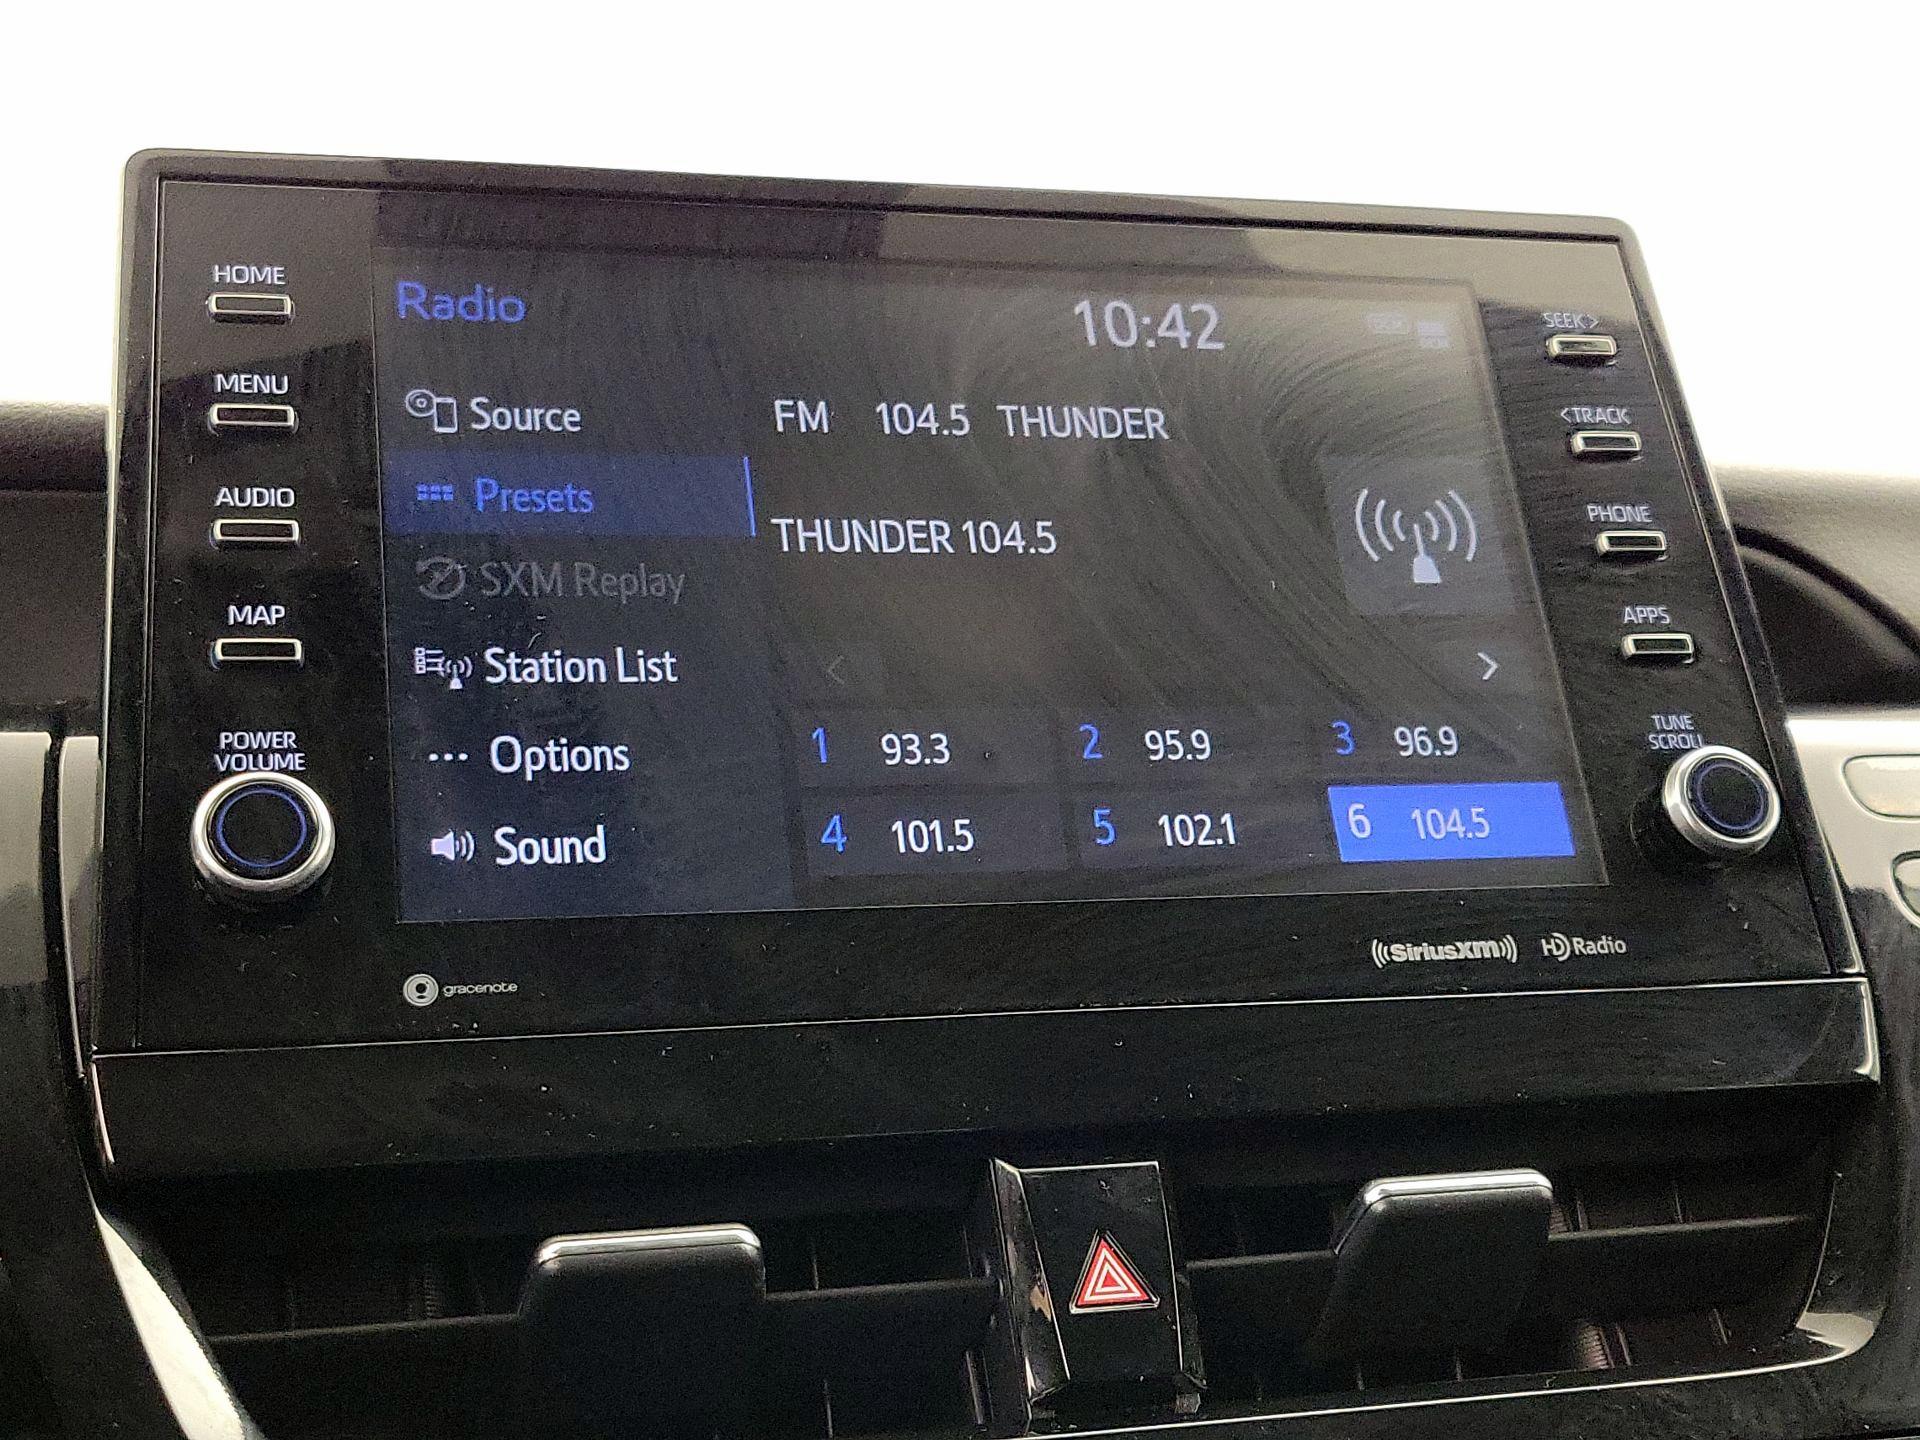 HOME
MENU
AUDIO
MAP
POWER
VOLUME
Radio
10:42
Source
Presets
SXM Replay
Station List
Options
Sound
FM 104.5 THUNDER
THUNDER 104.5
<
>
1 93.3
2 95.9
3 96.9
4 101.5
5 102.1
6 104.5
SEEK>
<TRACK
PHONE
APPS
TUNE
SCROLL
gracenote
((SiriusXM))
HD Radio